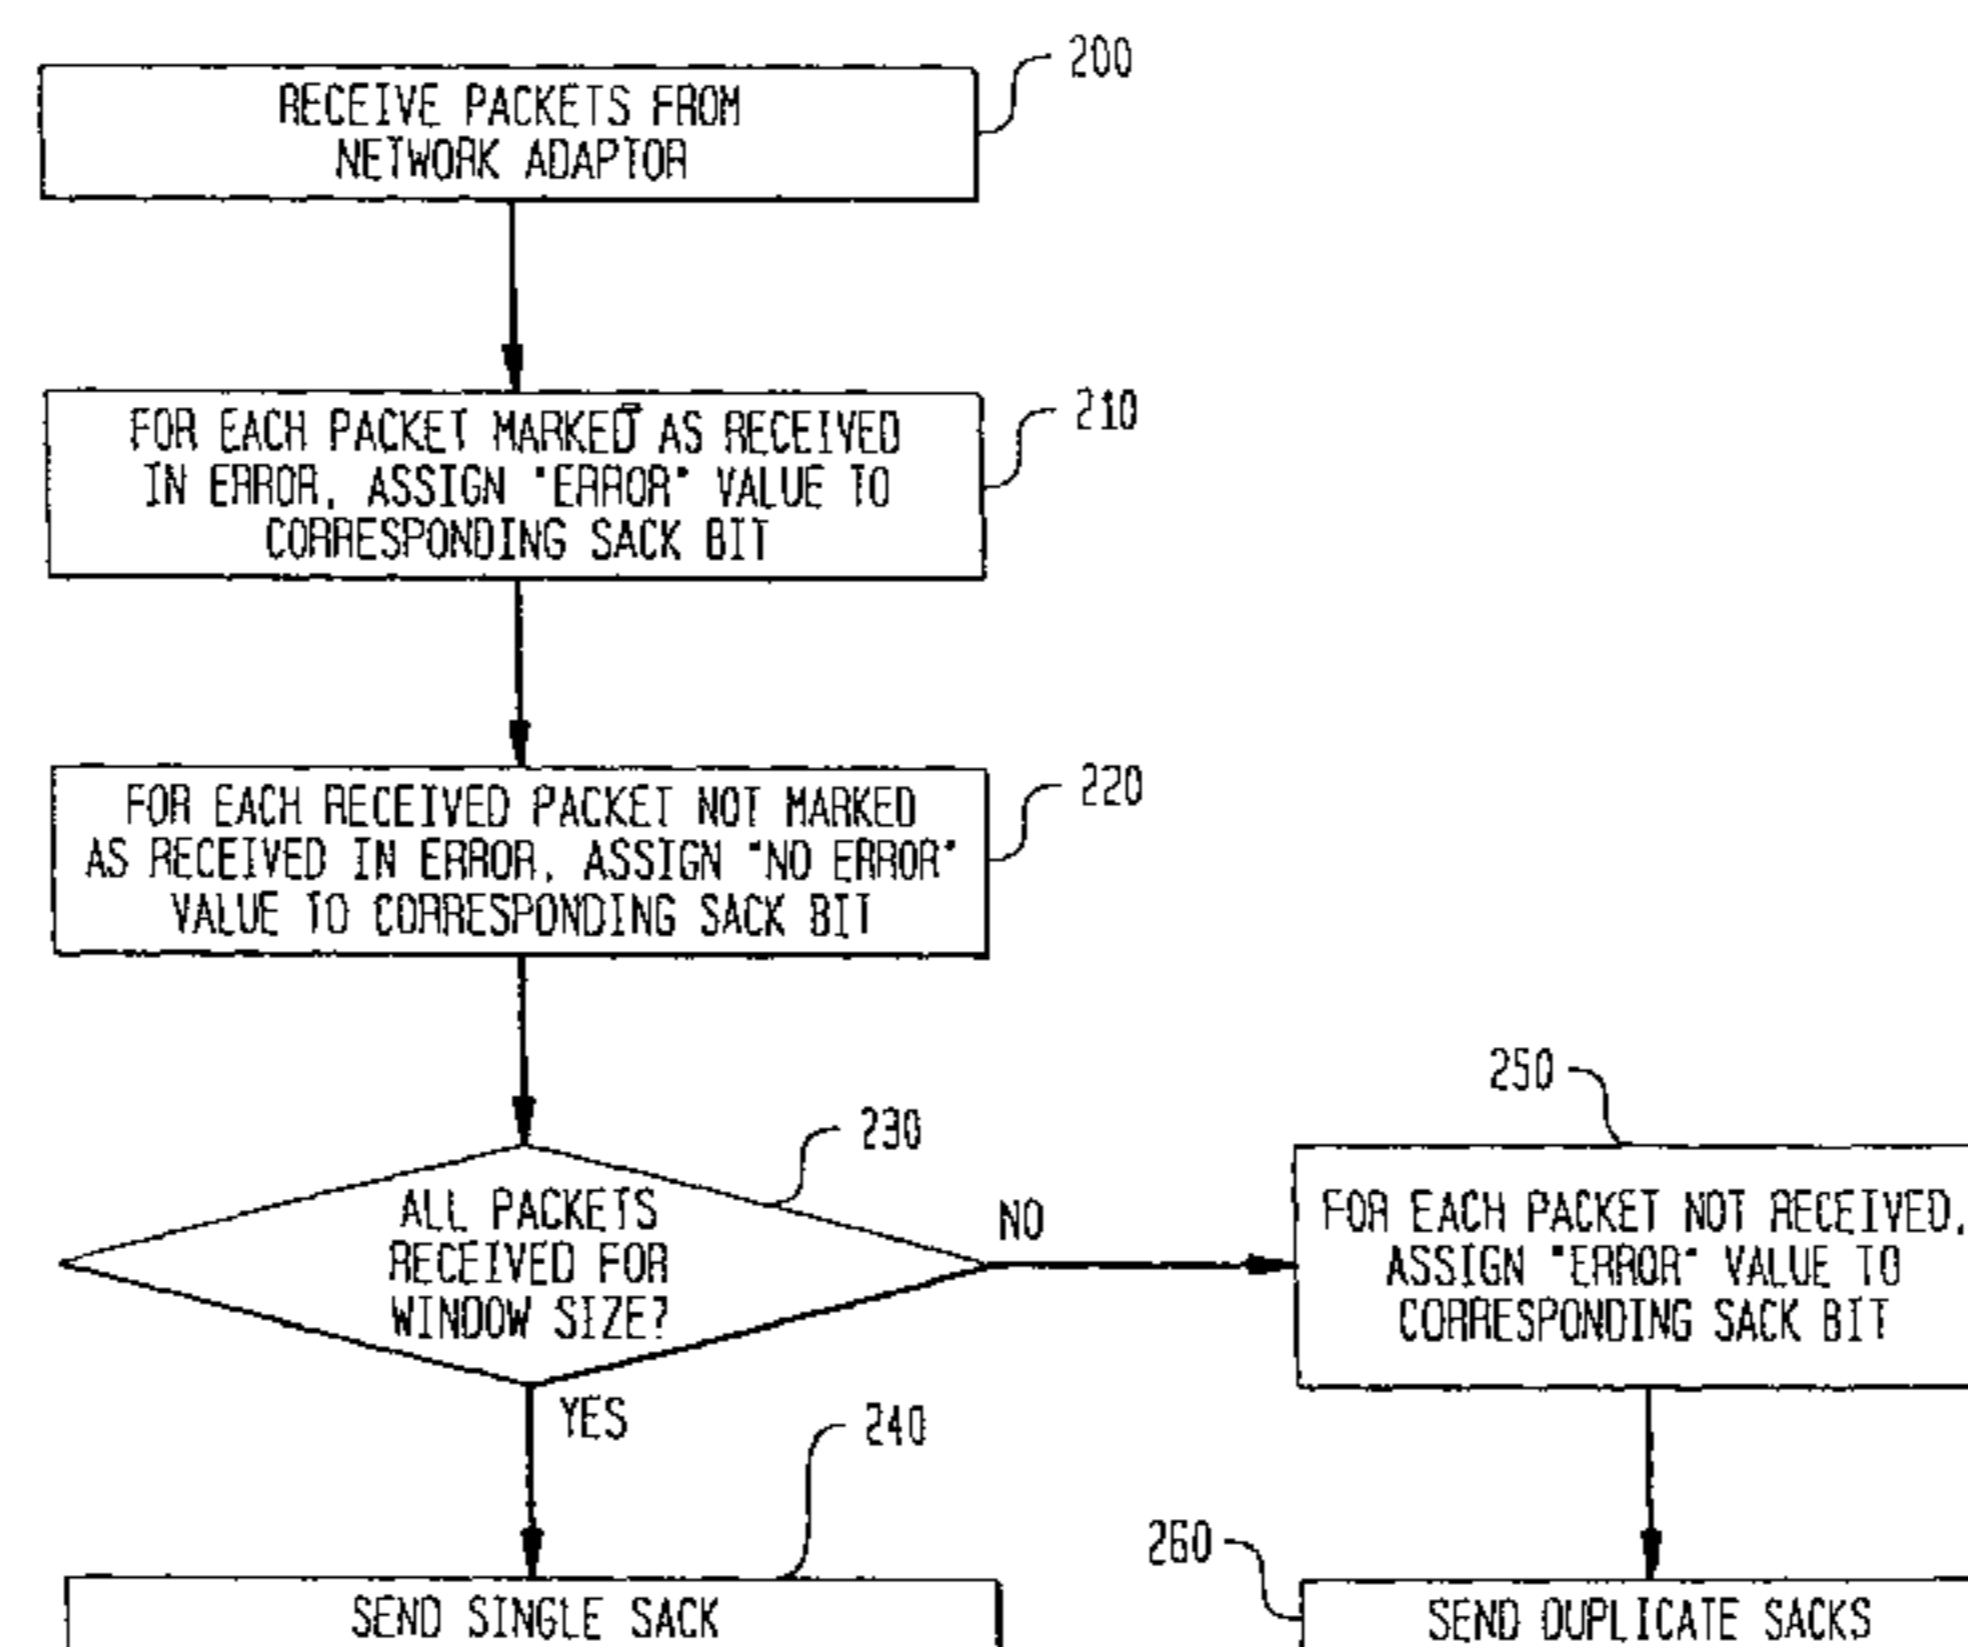 200
RECEIVE PACKETS FROM
NETWORK ADAPTOR
210
FOR EACH PACKET MARKED AS RECEIVED
IN ERROR, ASSIGN "ERROR" VALUE TO
CORRESPONDING SACK BIT
220
FOR EACH RECEIVED PACKET NOT MARKED
AS RECEIVED IN ERROR, ASSIGN "NO ERROR"
VALUE TO CORRESPONDING SACK BIT
230
ALL PACKETS
RECEIVED FOR
WINDOW SIZE?
NO
YES
250
FOR EACH PACKET NOT RECEIVED,
ASSIGN "ERROR" VALUE TO
CORRESPONDING SACK BIT
240
SEND SINGLE SACK
260
SEND DUPLICATE SACKS